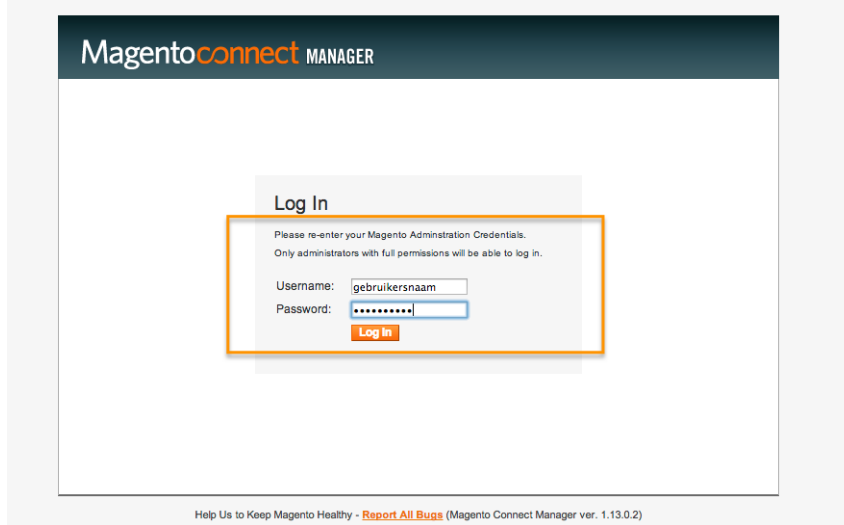 Magentoconnect MANAGER
Log In
Please re-enter your Magento Adminstration Credentials.
Only administrators with full permissions will be able to log in.
Username: gebruikersnaam
Password: ••••••••••
Log In
Help Us to Keep Magento Healthy - Report All Bugs (Magento Connect Manager ver. 1.13.0.2)